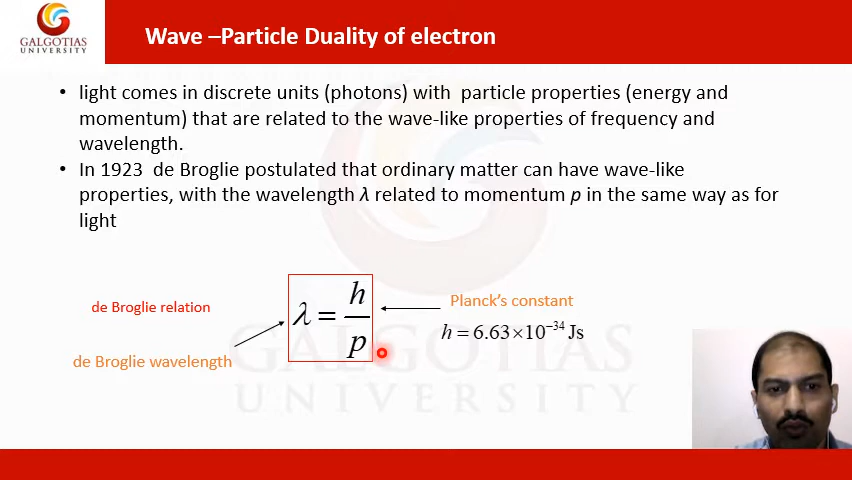 GALGOTIAS
UNIVERSITY
Wave –Particle Duality of electron
• light comes in discrete units (photons) with particle properties (energy and
momentum) that are related to the wave-like properties of frequency and
wavelength.
• In 1923 de Broglie postulated that ordinary matter can have wave-like
properties, with the wavelength λ related to momentum p in the same way as for
light
de Broglie relation
λ = h/p
Planck's constant
h = 6.63×10⁻³⁴ Js
de Broglie wavelength
GALGOTIAS
UNIVERSITY